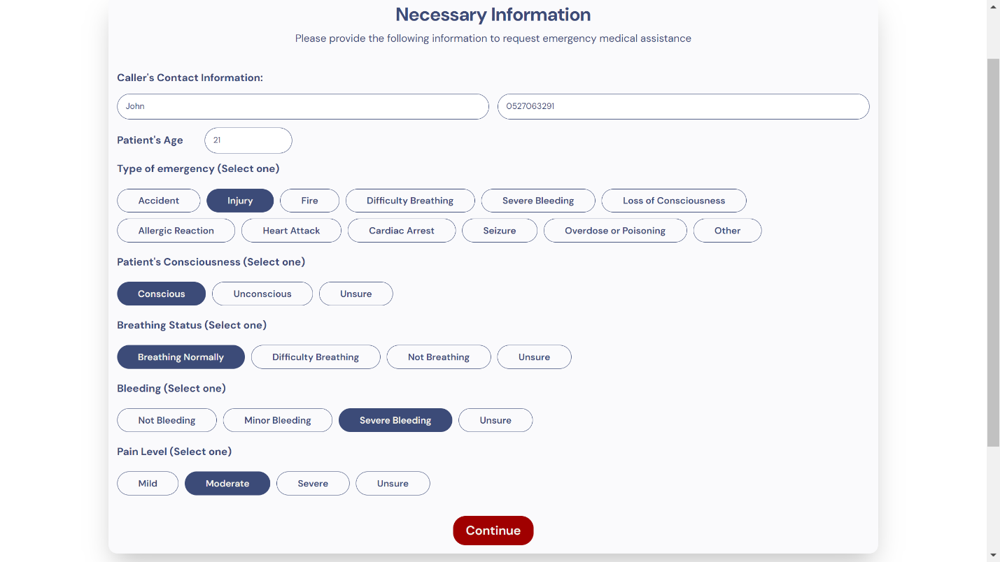 Necessary Information
Please provide the following information to request emergency medical assistance
Caller's Contact Information:
John 0527063291
Patient's Age 21
Type of emergency (Select one)
Accident Injury Fire Difficulty Breathing Severe Bleeding Loss of Consciousness
Allergic Reaction Heart Attack Cardiac Arrest Seizure Overdose or Poisoning Other
Patient's Consciousness (Select one)
Conscious Unconscious Unsure
Breathing Status (Select one)
Breathing Normally Difficulty Breathing Not Breathing Unsure
Bleeding (Select one)
Not Bleeding Minor Bleeding Severe Bleeding Unsure
Pain Level (Select one)
Mild Moderate Severe Unsure
Continue